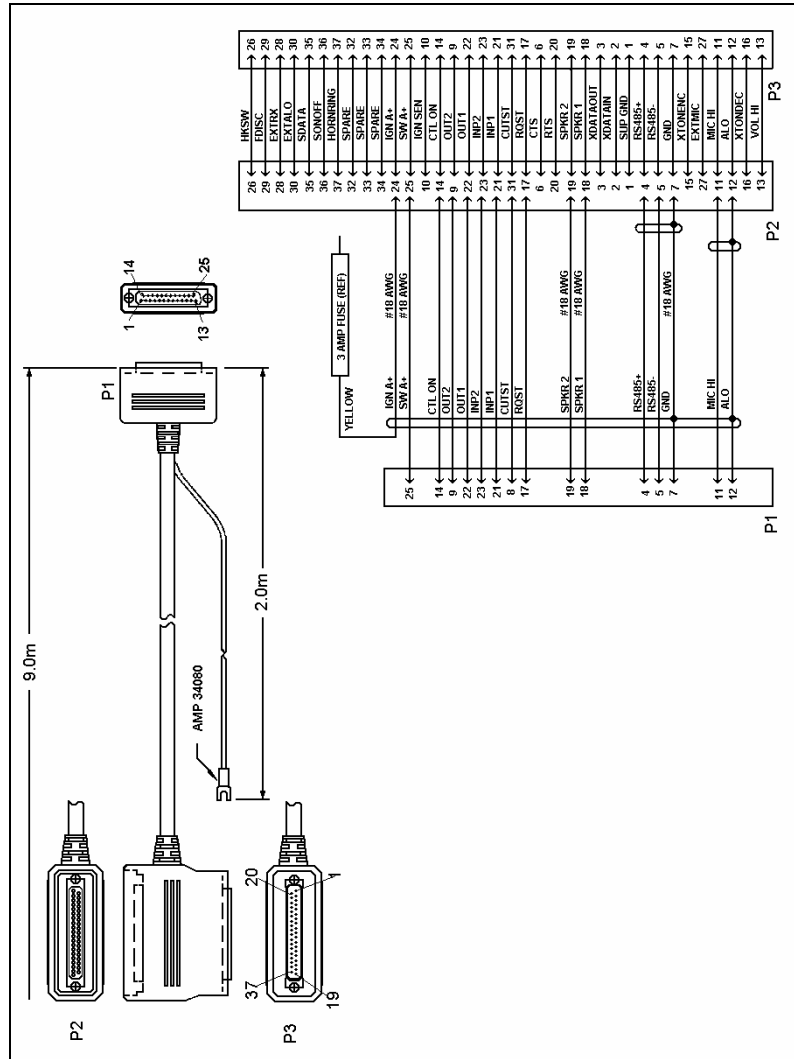 9.0m
P2
P1
14
1
25
13
AMP 34080
2.0m
37
20
19
1
P3
26 HKSW 26
29 FDISC 29
28 EXTRX 28
30 EXTALO 30
35 SDATA 35
36 SONOFF 36
37 HORNRING 37
3 AMP FUSE (REF)
YELLOW
32 SPARE 32
33 SPARE 33
34 SPARE 34
IGN A+ #18 AWG 24 IGN A+ 24
25 SW A+ #18 AWG 25 SW A+ 25
10 IGN SEN 10
14 CTL ON 14 CTL ON 14
9 OUT2 9 OUT2 9
22 OUT1 22 OUT1 22
23 INP2 23 INP2 23
21 INP1 21 INP1 21
8 CUTST 31 CUTST 31
17 RQST 17 RQST 17
6 CTS 6
20 RTS 20
19 SPKR 2 #18 AWG 19 SPKR 2 19
18 SPKR 1 #18 AWG 18 SPKR 1 18
3 XDATAOUT 3
2 XDATAIN 2
1 SUP GND 1
4 RS485+ 4 RS485+ 4
5 RS485- 5 RS485- 5
7 GND #18 AWG 7 GND 7
15 XTONENC 15
27 EXTMIC 27
11 MIC HI 11 MIC HI 11
12 ALO 12 ALO 12
16 XTONDEC 16
13 VOL HI 13
P1 P2 P3